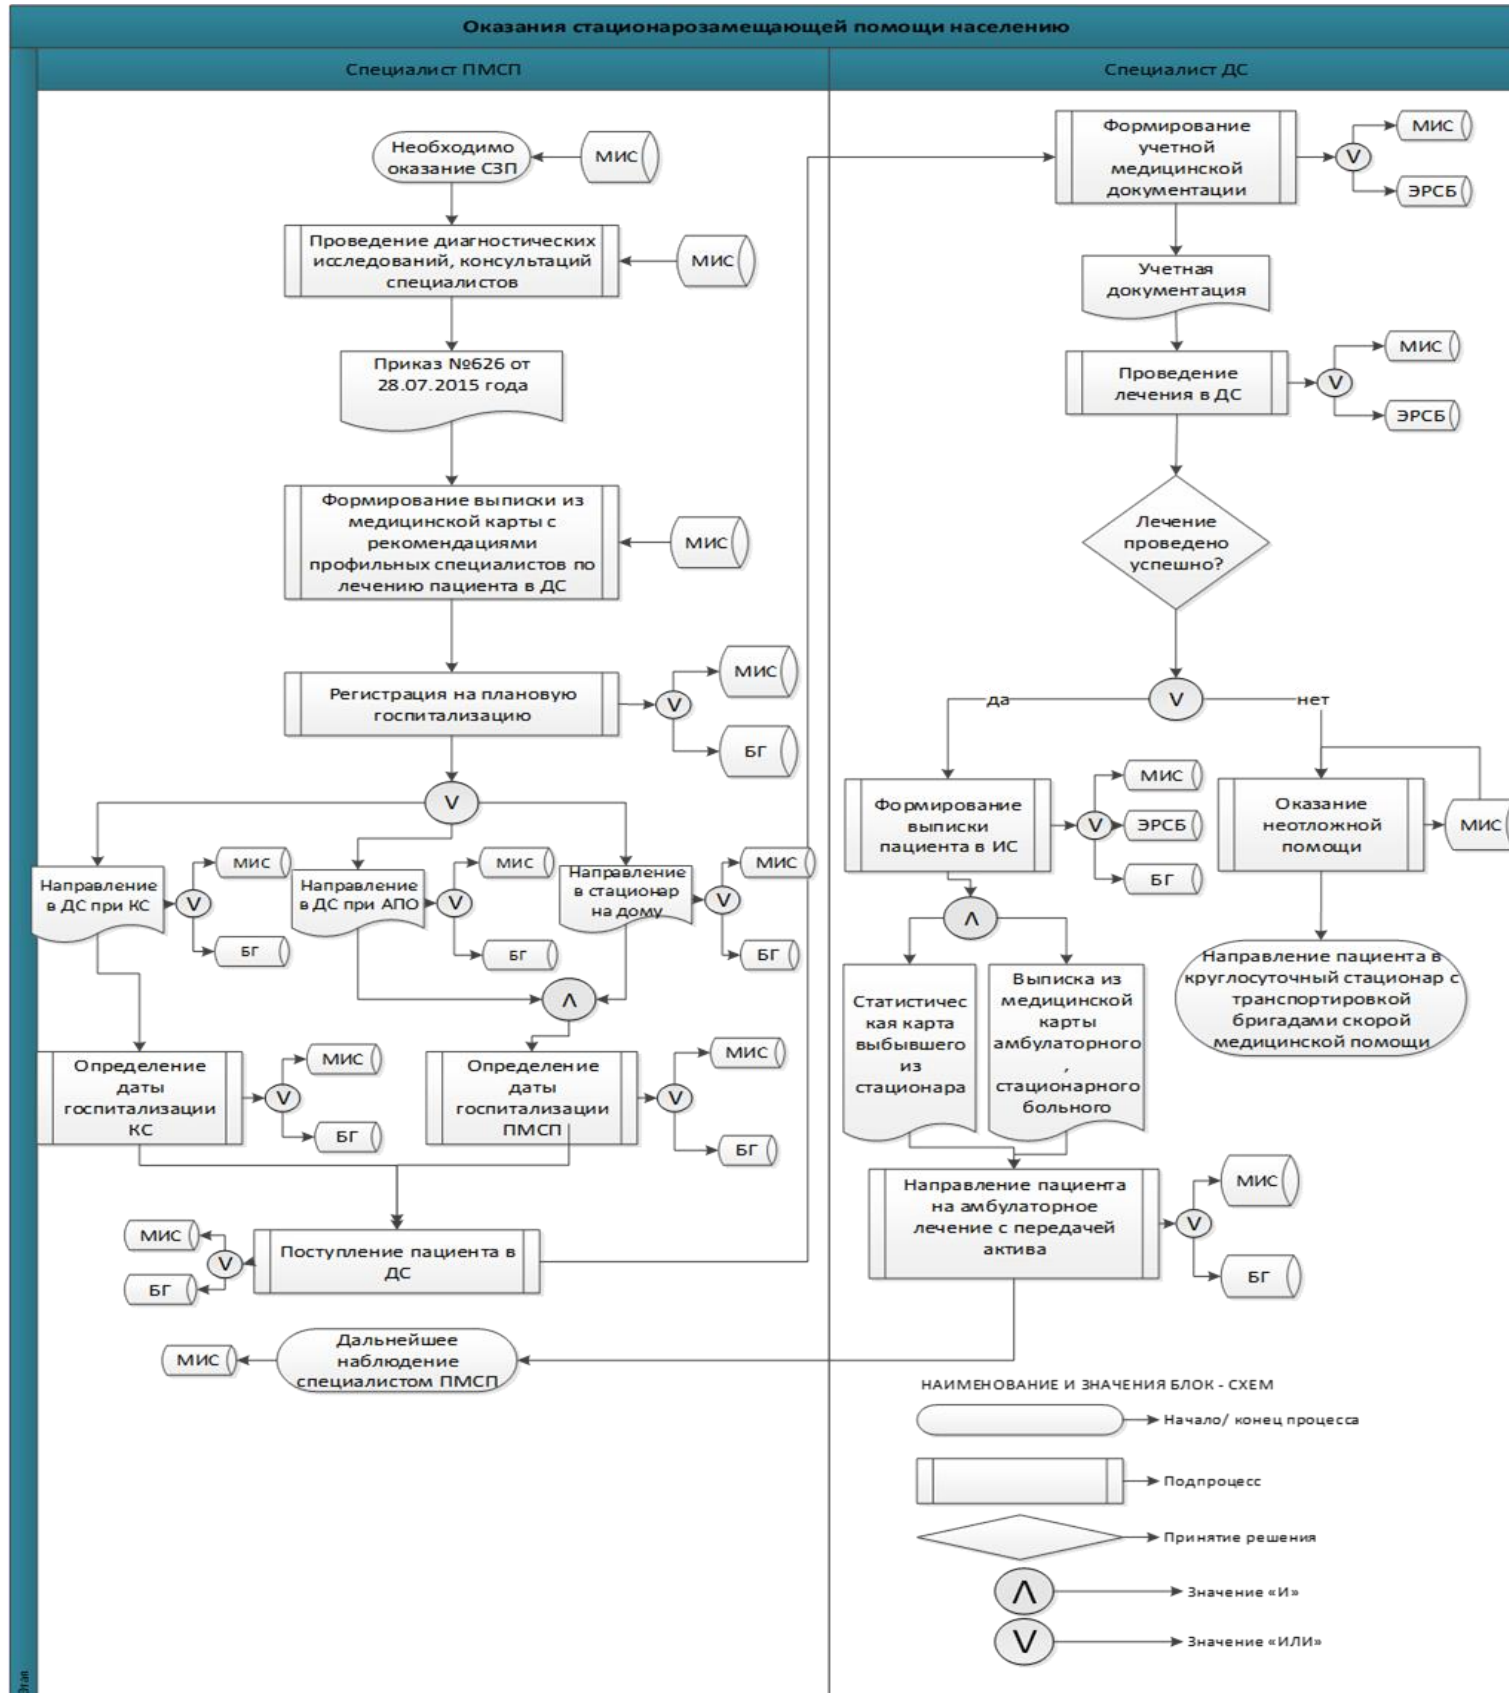 Оказания стационарозамещающей помощи населению
Специалист ПМСП
Специалист ДС
Необходимо
оказание СЗП
МИС
Проведение диагностических
исследований, консультаций
специалистов
МИС
Приказ №626 от
28.07.2015 года
Формирование выписки из
медицинской карты с
рекомендациями
профильных специалистов по
лечению пациента в ДС
МИС
Регистрация на плановую
госпитализацию
V
МИС
БГ
V
Направление
в ДС при КС
V
МИС
БГ
Направление
в ДС при АПО
V
МИС
БГ
Направление
в стационар
на дому
V
МИС
БГ
Λ
Определение
даты
госпитализации
КС
V
МИС
БГ
Определение
даты
госпитализации
ПМСП
V
МИС
БГ
МИС
БГ
V
Поступление пациента в
ДС
МИС
Дальнейшее
наблюдение
специалистом ПМСП
Формирование
учетной
медицинской
документации
V
МИС
ЭРСБ
Учетная
документация
Проведение
лечения в ДС
V
МИС
ЭРСБ
Лечение
проведено
успешно?
да
V
нет
Формирование
выписки
пациента в ИС
V
МИС
ЭРСБ
БГ
Оказание
неотложной
помощи
МИС
Λ
Статистичес
кая карта
выбывшего
из
стационара
Выписка из
медицинской
карты
амбулаторного
,
стационарного
больного
Направление пациента в
круглосуточный стационар с
транспортировкой
бригадами скорой
медицинской помощи
Направление пациента
на амбулаторное
лечение с передачей
актива
V
МИС
БГ
НАИМЕНОВАНИЕ И ЗНАЧЕНИЯ БЛОК - СХЕМ
Начало/ конец процесса
Подпроцесс
Принятие решения
Λ
Значение «И»
V
Значение «ИЛИ»
Этап